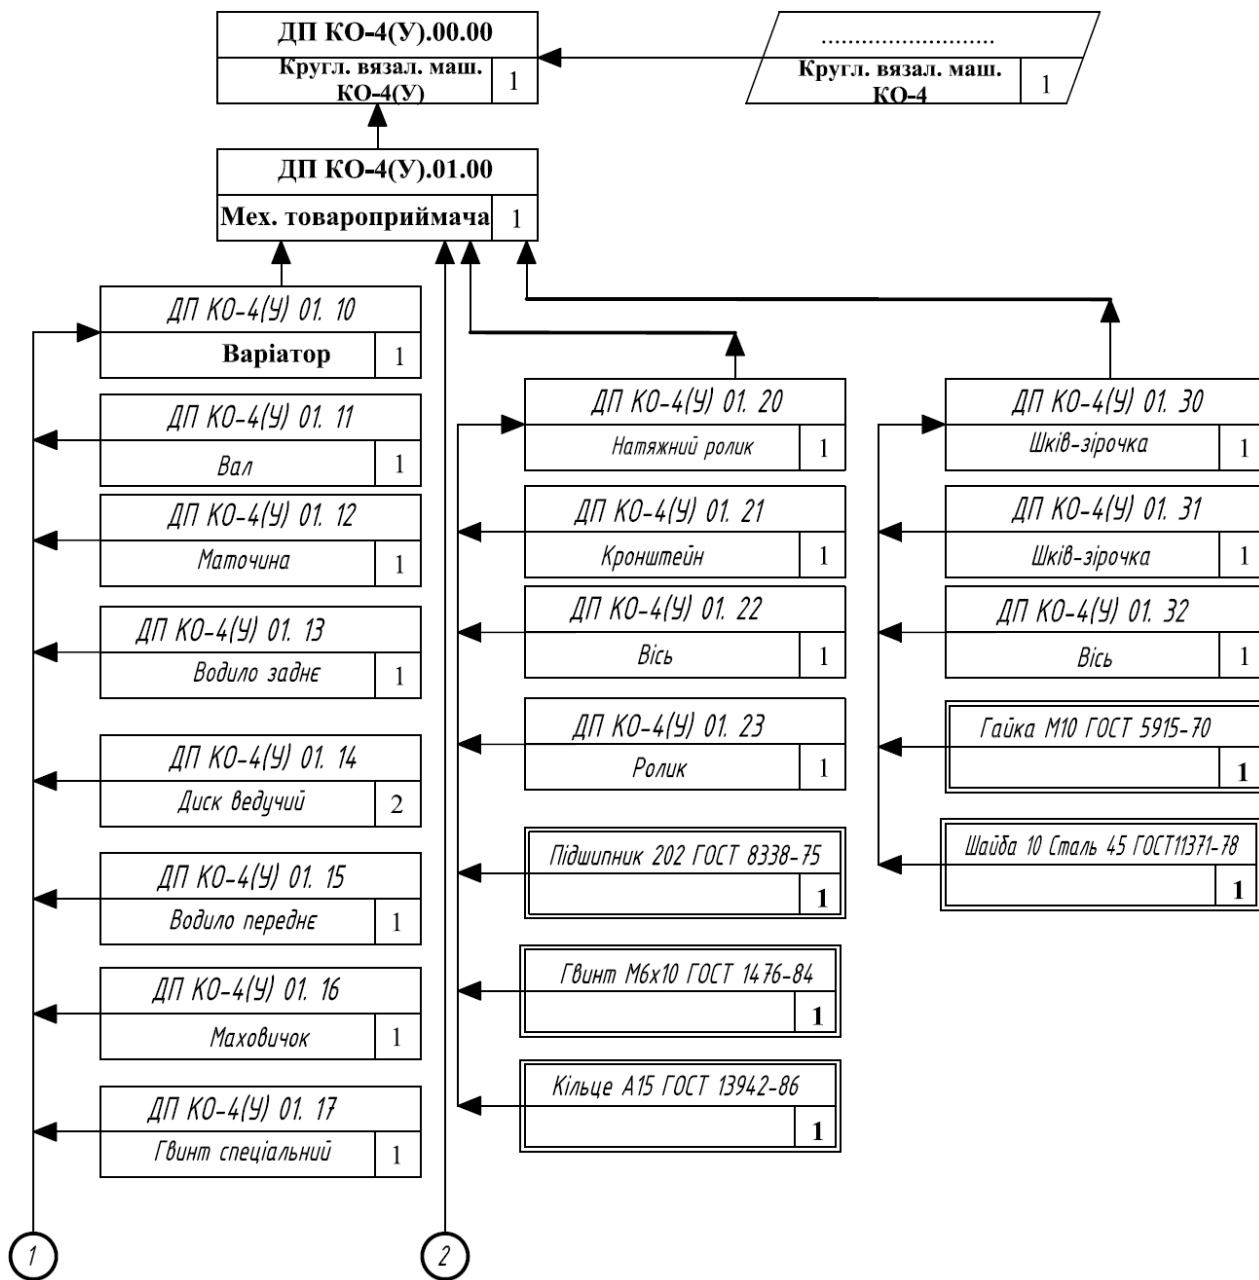 ДП КО-4(У).00.00
Кругл. вязал. маш.
КО-4(У)
1
..........................
Кругл. вязал. маш.
КО-4
1
ДП КО-4(У).01.00
Мех. товароприймача
1
ДП КО-4(У) 01. 10
Варіатор
1
ДП КО-4(У) 01. 11
Вал
1
ДП КО-4(У) 01. 12
Маточина
1
ДП КО-4(У) 01. 13
Водило заднє
1
ДП КО-4(У) 01. 14
Диск ведучий
2
ДП КО-4(У) 01. 15
Водило переднє
1
ДП КО-4(У) 01. 16
Маховичок
1
ДП КО-4(У) 01. 17
Гвинт спеціальний
1
1
ДП КО-4(У) 01. 20
Натяжний ролик
1
ДП КО-4(У) 01. 21
Кронштейн
1
ДП КО-4(У) 01. 22
Вісь
1
ДП КО-4(У) 01. 23
Ролик
1
Підшипник 202 ГОСТ 8338-75
1
Гвинт М6х10 ГОСТ 1476-84
1
Кільце А15 ГОСТ 13942-86
1
2
ДП КО-4(У) 01. 30
Шків-зірочка
1
ДП КО-4(У) 01. 31
Шків-зірочка
1
ДП КО-4(У) 01. 32
Вісь
1
Гайка М10 ГОСТ 5915-70
1
Шайба 10 Сталь 45 ГОСТ11371-78
1